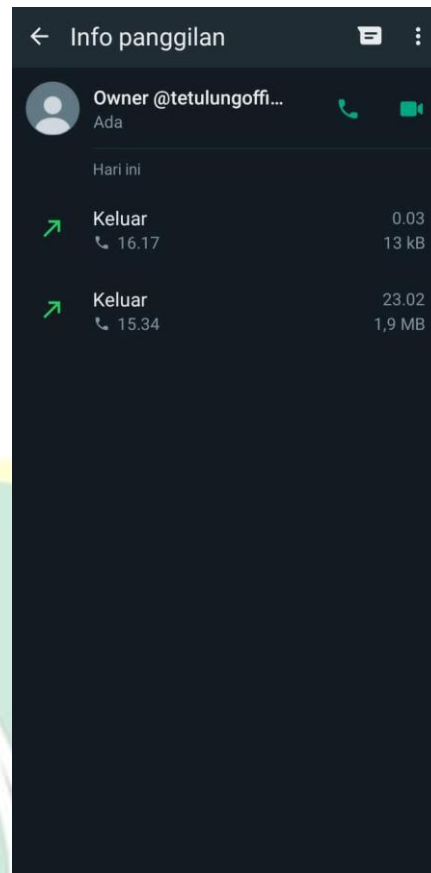 Info panggilan
Owner @tetulungoffi...
Ada
Hari ini
Keluar 0.03
16.17 13 kB
Keluar 23.02
15.34 1,9 MB